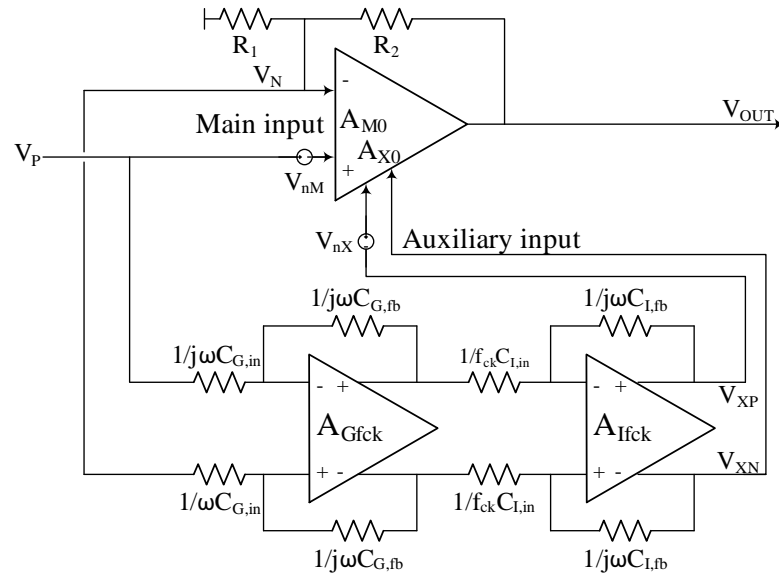 R1 R2
VN
-
Main input
AM0
VOUT
VP
AX0
+
VnM
VnX
Auxiliary input
1/jωCG,fb
1/jωCI,fb
1/jωCG,in
1/fckCI,in
- +
- +
AGfck
AIfck
VXP
VXN
+ -
+ -
1/ωCG,in
1/fckCI,in
1/jωCG,fb
1/jωCI,fb